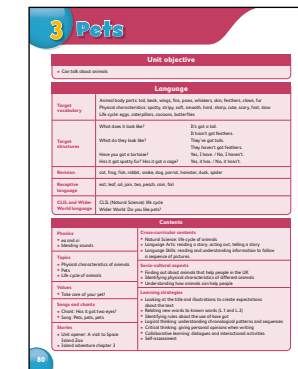 3 Pets
Unit objective
Can talk about animals
Language
Target vocabulary
Animal body parts: tail, beak, wings, fins, paws, whiskers, skin, feathers, claws, fur
Physical characteristics: spotty, stripy, soft, smooth, hard, sharp, cute, scary, fast, slow
Life cycle: eggs, caterpillars, cocoons, butterflies
Target structures
What does it look like? It's got a tail.
It hasn't got feathers.
What do they look like? They've got tails.
They haven't got feathers.
Have you got a tortoise? Yes, I have. / No, I haven't.
Has it got spotty fur? Has it got a cage? Yes, it has. / No, it hasn't.
Revision
cat, frog, fish, rabbit, snake, dog, parrot, hamster, duck, spider
Receptive language
eat, leaf, oil, join, tea, peach, coin, foil
CLIL and Wider World language
CLIL (Natural Science): life cycle
Wider World: Do you like pets?
Contents
Phonics
ea and oi
blending sounds
Topics
Physical characteristics of animals
Pets
Life cycle of animals
Values
Take care of your pet!
Songs and chants
Chant: Has it got two eyes?
Song: Pets, pets, pets
Stories
Unit opener: A visit to Space
Island Zoo
Island adventure chapter 3
Cross-curricular contents
Natural Science: life cycle of animals
Language Arts: reading a story, acting out, telling a story
Language Skills: reading and understanding information to follow
a sequence of pictures.
Socio-cultural aspects
Finding out about animals that help people in the UK
Identifying physical characteristics of different animals
Understanding how animals can help people
Learning strategies
Looking at the title and illustrations to create expectations
about the text
Relating new words to known words (L 1 and L 2)
Identifying rules about the use of have got
Logical thinking: understanding chronological patterns and sequences
Critical thinking: giving personal opinions when writing
Collaborative learning: dialogues and interactional activities
Self-assessment
80